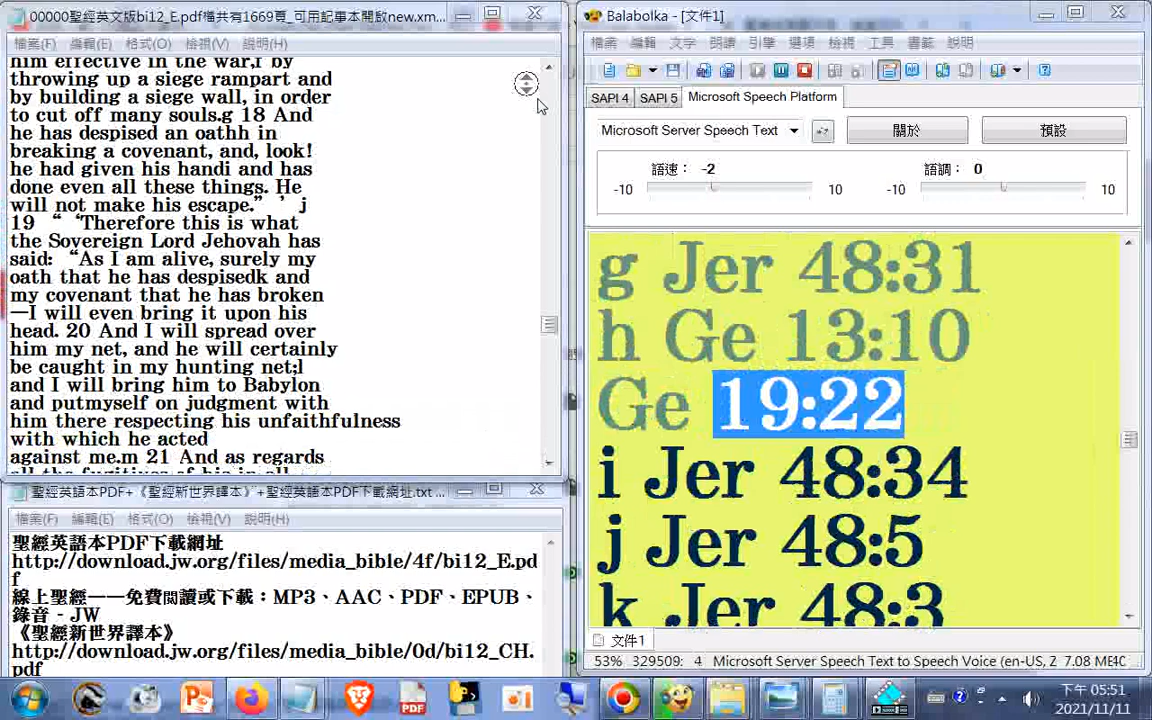 00000聖經英文版bi12_E.pdf檔共有1669頁_可用記事本開啟new.xm...
檔案(F) 編輯(E) 格式(O) 檢視(V) 說明(H)
him effective in the war,f by
throwing up a siege rampart and
by building a siege wall, in order
to cut off many souls.g 18 And
he has despised an oathh in
breaking a covenant, and, look!
he had given his handi and has
done even all these things. He
will not make his escape.” ’ j
19 “ ‘Therefore this is what
the Sovereign Lord Jehovah has
said: “As I am alive, surely my
oath that he has despisedk and
my covenant that he has broken
—I will even bring it upon his
head. 20 And I will spread over
him my net, and he will certainly
be caught in my hunting net;l
and I will bring him to Babylon
and putmyself on judgment with
him there respecting his unfaithfulness
with which he acted
against me.m 21 And as regards
all the fugitives of his in all
聖經英語本PDF+《聖經新世界譯本》+聖經英語本PDF下載網址.txt ...
檔案(F) 編輯(E) 格式(O) 檢視(V) 說明(H)
聖經英語本PDF下載網址
http://download.jw.org/files/media_bible/4f/bi12_E.pd
f
線上聖經——免費閱讀或下載：MP3、AAC、PDF、EPUB、
錄音 - JW
《聖經新世界譯本》
http://download.jw.org/files/media_bible/0d/bi12_CH.
pdf
Balabolka - [文件1]
檔案 編輯 文字 朗讀 引擎 選項 檢視 工具 書籤 說明
SAPI 4 SAPI 5 Microsoft Speech Platform
Microsoft Server Speech Text 關於 預設
語速： -2 語調： 0
-10 10 -10 10
g Jer 48:31
h Ge 13:10
Ge 19:22
i Jer 48:34
j Jer 48:5
k Jer 48:3
文件1
53% 329509: 4 Microsoft Server Speech Text to Speech Voice (en-US, Z 7.08 ME
下午 05:51
2021/11/11